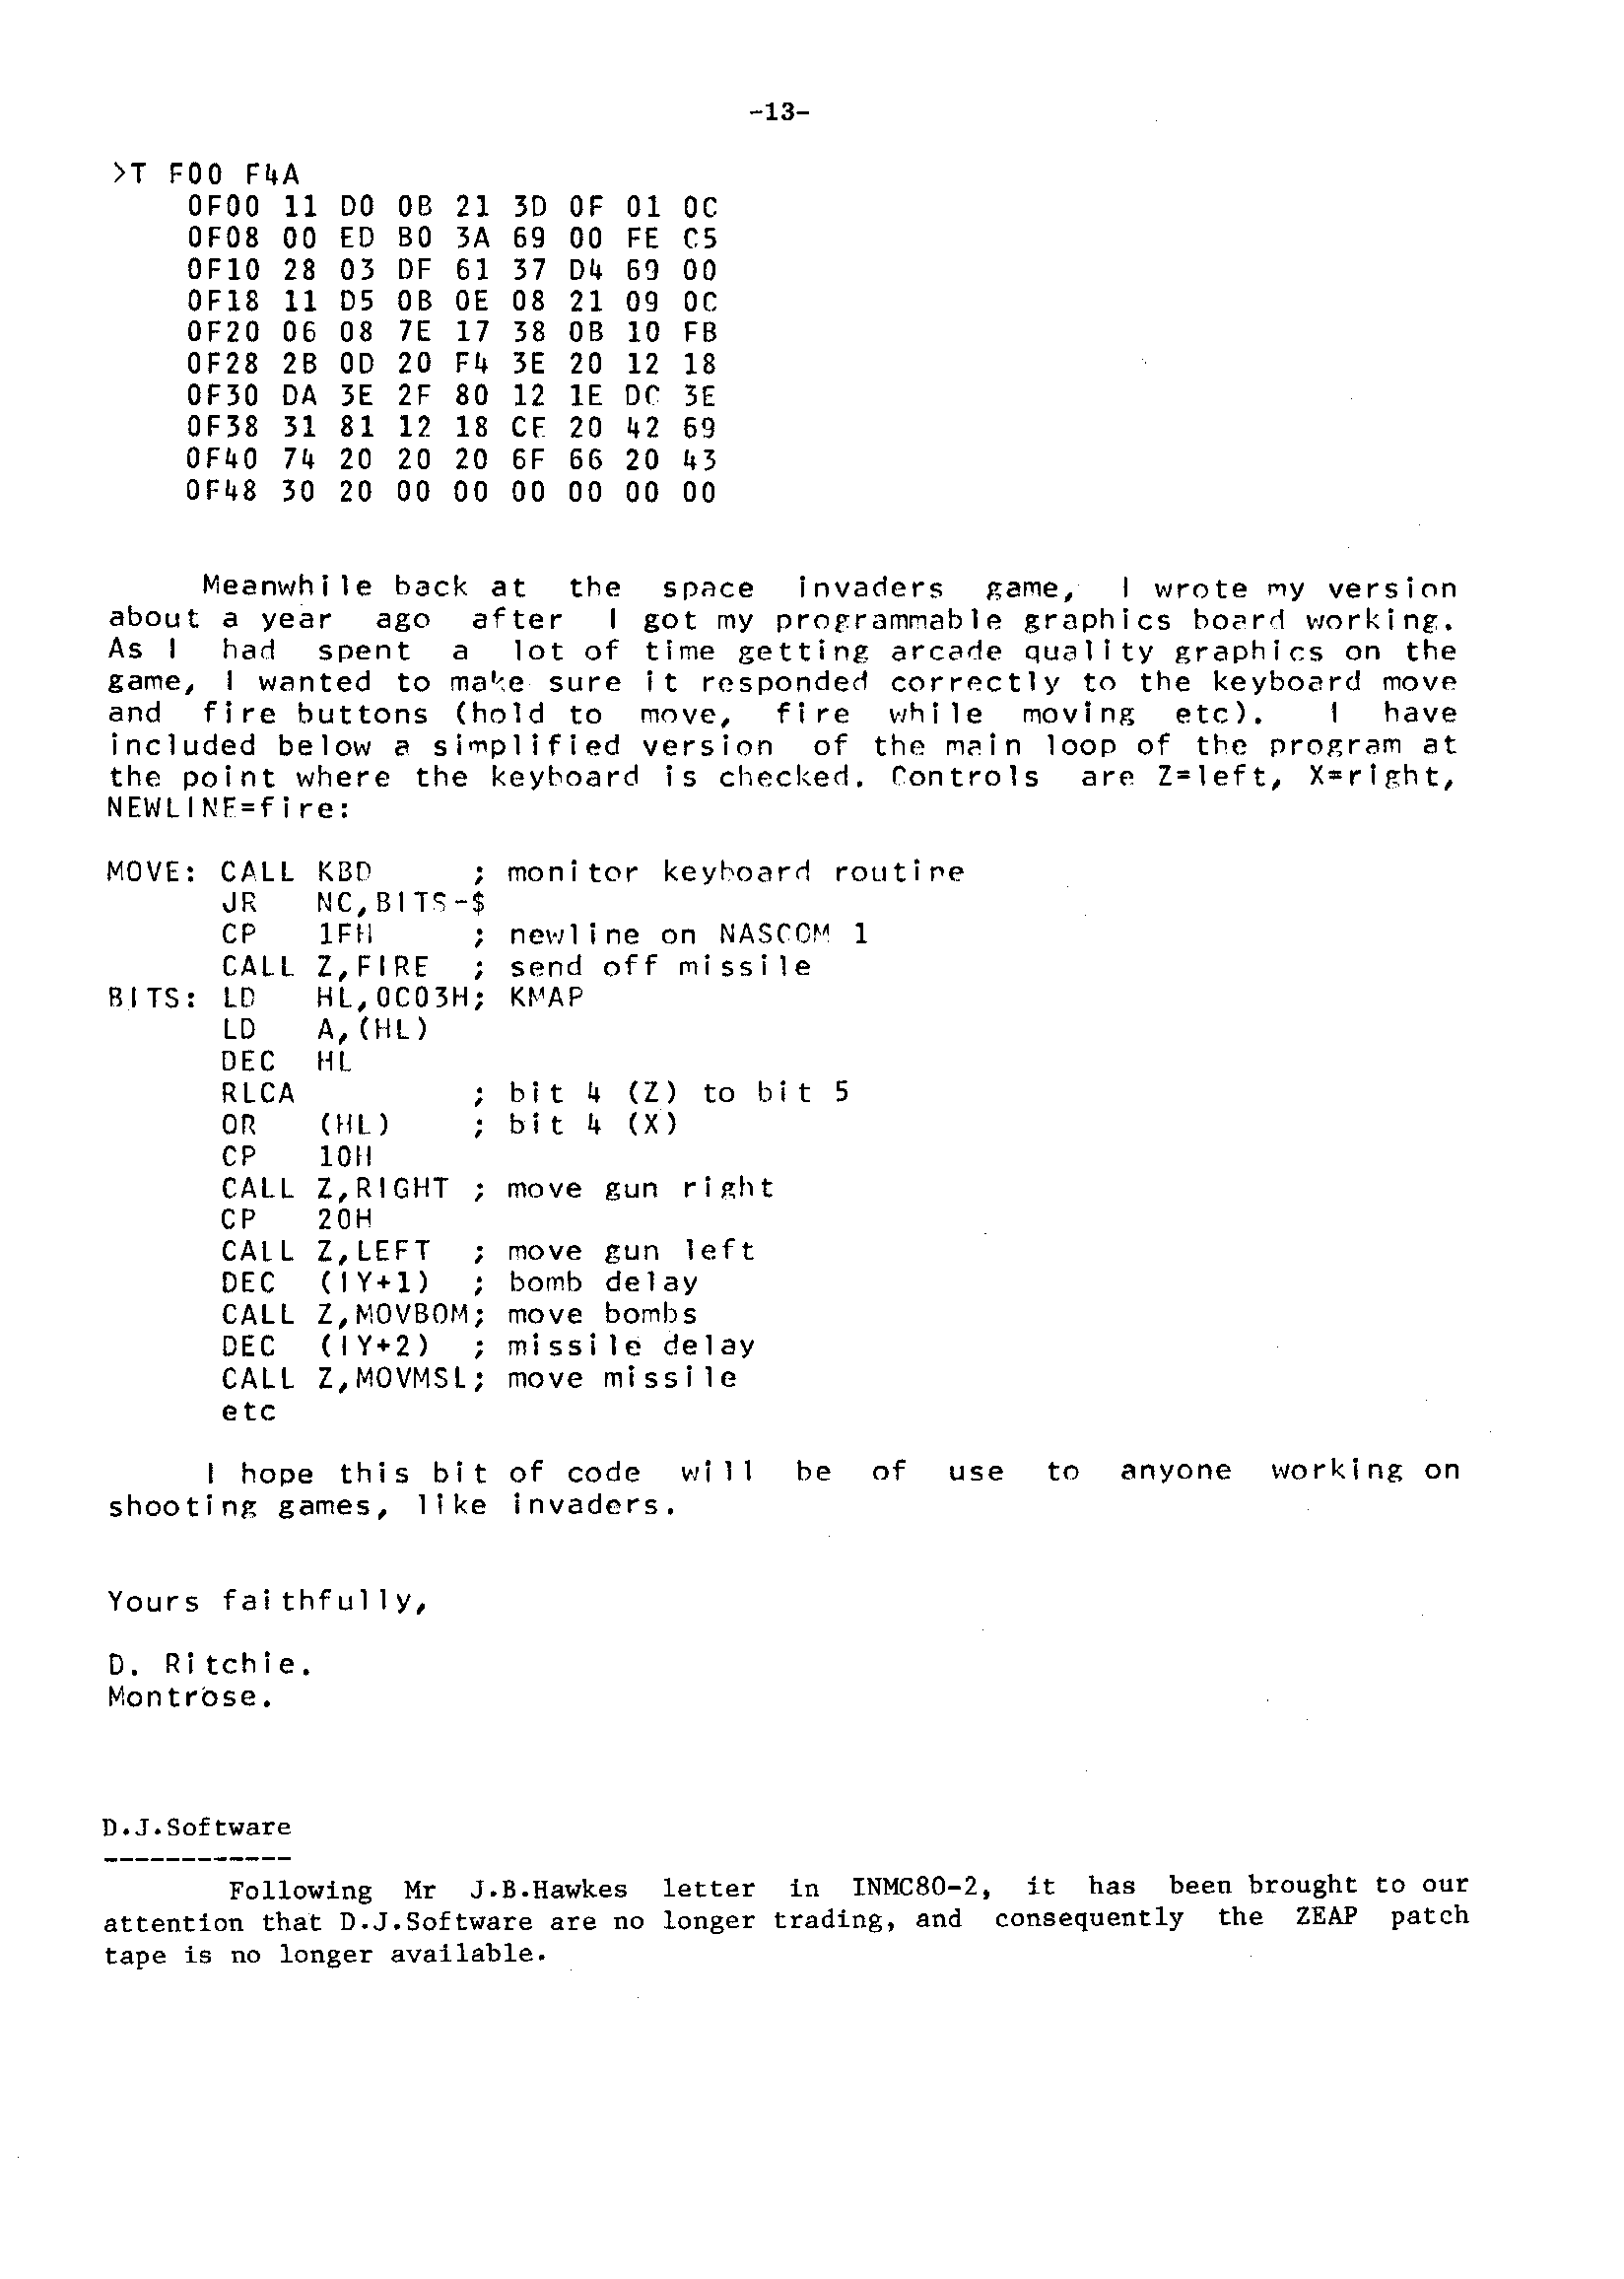 -13-
>T F00 F4A
0F00 11 D0 0B 21 3D 0F 01 0C
0F08 00 ED B0 3A 69 00 FE C5
0F10 28 03 DF 61 37 D4 69 00
0F18 11 D5 0B 0E 08 21 09 0C
0F20 06 08 7E 17 38 0B 10 FB
0F28 2B 0D 20 F4 3E 20 12 18
0F30 DA 3E 2F 80 12 1E DC 3E
0F38 31 81 12 18 CF 20 42 69
0F40 74 20 20 20 6F 66 20 43
0F48 30 20 00 00 00 00 00 00
Meanwhile back at the space invaders game, I wrote my version
about a year ago after I got my programmable graphics board working.
As I had spent a lot of time getting arcade quality graphics on the
game, I wanted to make sure it responded correctly to the keyboard move
and fire buttons (hold to move, fire while moving etc). I have
included below a simplified version of the main loop of the program at
the point where the keyboard is checked. Controls are Z=left, X=right,
NEWLINE=fire:
MOVE: CALL KBD ; monitor keyboard routine
JR NC,BITS-$
CP 1FH ; newline on NASCOM 1
CALL Z,FIRE ; send off missile
BITS: LD HL,0C03H; KMAP
LD A,(HL)
DEC HL
RLCA ; bit 4 (Z) to bit 5
OR (HL) ; bit 4 (X)
CP 10H
CALL Z,RIGHT ; move gun right
CP 20H
CALL Z,LEFT ; move gun left
DEC (IY+1) ; bomb delay
CALL Z,MOVBOM; move bombs
DEC (IY+2) ; missile delay
CALL Z,MOVMSL; move missile
etc
I hope this bit of code will be of use to anyone working on
shooting games, like invaders.
Yours faithfully,
D. Ritchie.
Montrose.
D.J.Software
------------
Following Mr J.B.Hawkes letter in INMC80-2, it has been brought to our
attention that D.J.Software are no longer trading, and consequently the ZEAP patch
tape is no longer available.